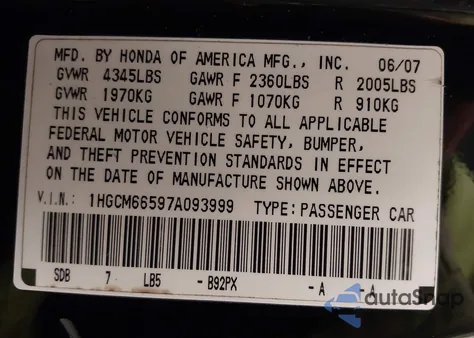 MFD. BY HONDA OF AMERICA MFG., INC. 06/07
GVWR 4345LBS GAWR F 2360LBS R 2005LBS
GVWR 1970KG GAWR F 1070KG R 910KG
THIS VEHICLE CONFORMS TO ALL APPLICABLE
FEDERAL MOTOR VEHICLE SAFETY, BUMPER,
AND THEFT PREVENTION STANDARDS IN EFFECT
ON THE DATE OF MANUFACTURE SHOWN ABOVE.
V.I.N.: 1HGCM66597A093999 TYPE: PASSENGER CAR
SDB 7 LB5 - B92PX - A - A
autoSnap